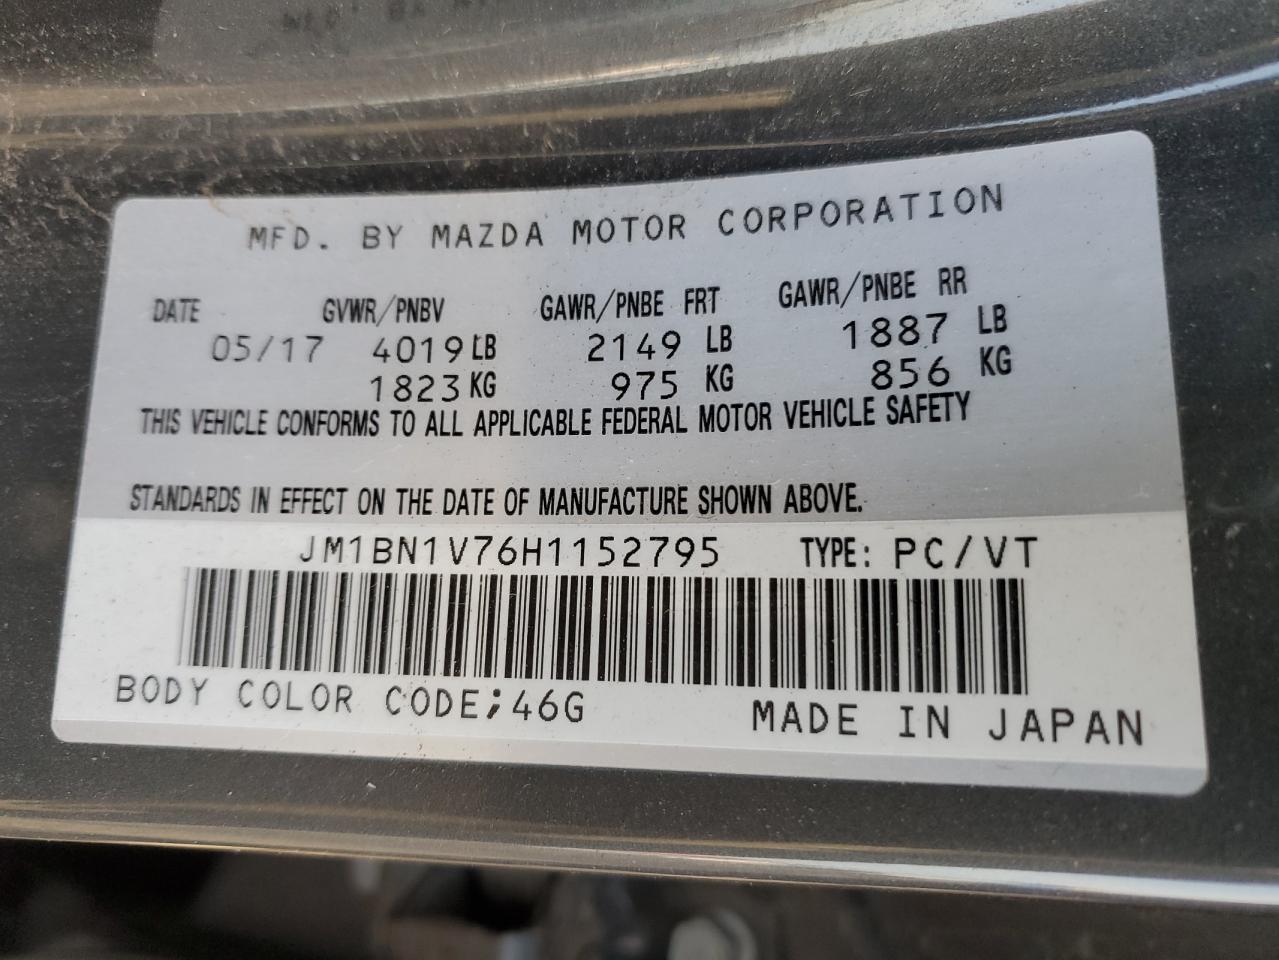 MFD. BY MAZDA MOTOR CORPORATION
DATE GVWR/PNBV GAWR/PNBE FRT GAWR/PNBE RR
05/17 4019 LB 2149 LB 1887 LB
1823 KG 975 KG 856 KG
THIS VEHICLE CONFORMS TO ALL APPLICABLE FEDERAL MOTOR VEHICLE SAFETY
STANDARDS IN EFFECT ON THE DATE OF MANUFACTURE SHOWN ABOVE.
JM1BN1V76H1152795 TYPE: PC/VT
BODY COLOR CODE;46G MADE IN JAPAN